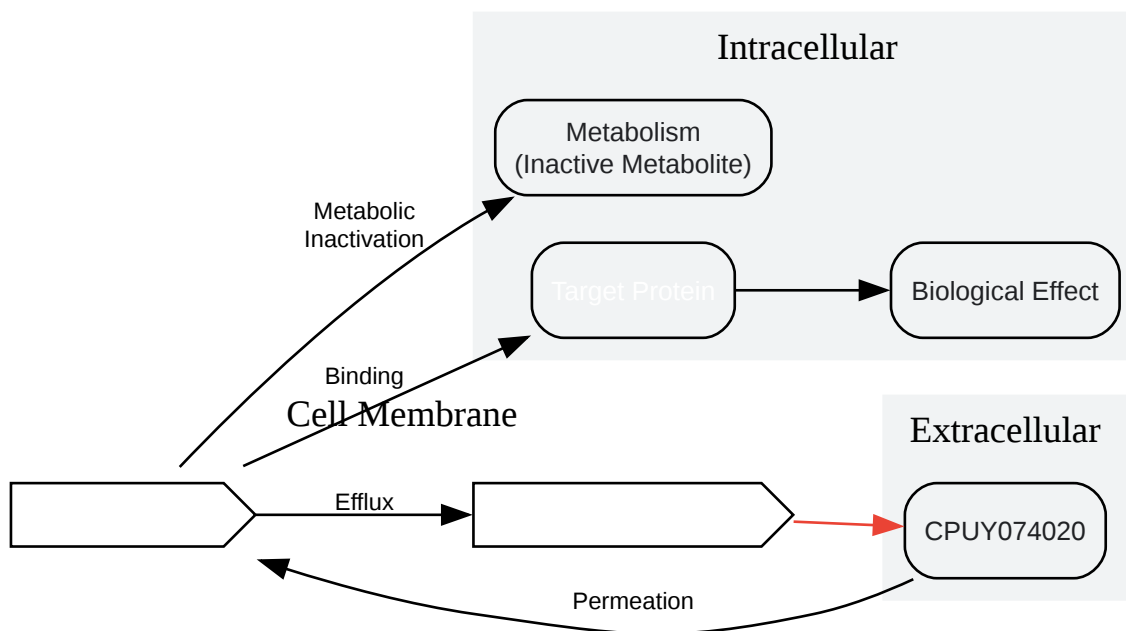 Intracellular
Metabolism
(Inactive Metabolite)
Metabolic
Inactivation
Target Protein
Biological Effect
Binding
Cell Membrane
Extracellular
Efflux
CPUY074020
Permeation